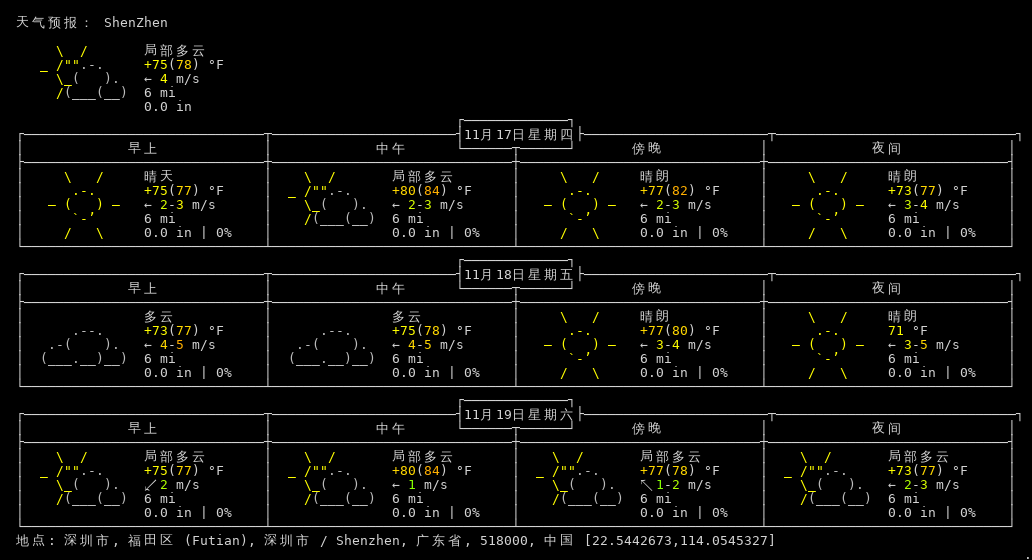 天气预报： ShenZhen
局部多云
+75(78) °F
← 4 m/s
6 mi
0.0 in
11月17日星期四
早上 中午 傍晚 夜间
晴天 局部多云 晴朗 晴朗
+75(77) °F +80(84) °F +77(82) °F +73(77) °F
← 2-3 m/s ← 2-3 m/s ← 2-3 m/s ← 3-4 m/s
6 mi 6 mi 6 mi 6 mi
0.0 in | 0% 0.0 in | 0% 0.0 in | 0% 0.0 in | 0%
11月18日星期五
早上 中午 傍晚 夜间
多云 多云 晴朗 晴朗
+73(77) °F +75(78) °F +77(80) °F 71 °F
← 4-5 m/s ← 4-5 m/s ← 3-4 m/s ← 3-5 m/s
6 mi 6 mi 6 mi 6 mi
0.0 in | 0% 0.0 in | 0% 0.0 in | 0% 0.0 in | 0%
11月19日星期六
早上 中午 傍晚 夜间
局部多云 局部多云 局部多云 局部多云
+75(77) °F +80(84) °F +77(78) °F +73(77) °F
↙ 2 m/s ← 1 m/s ↖ 1-2 m/s ← 2-3 m/s
6 mi 6 mi 6 mi 6 mi
0.0 in | 0% 0.0 in | 0% 0.0 in | 0% 0.0 in | 0%
地点: 深圳市, 福田区 (Futian), 深圳市 / Shenzhen, 广东省, 518000, 中国 [22.5442673,114.0545327]